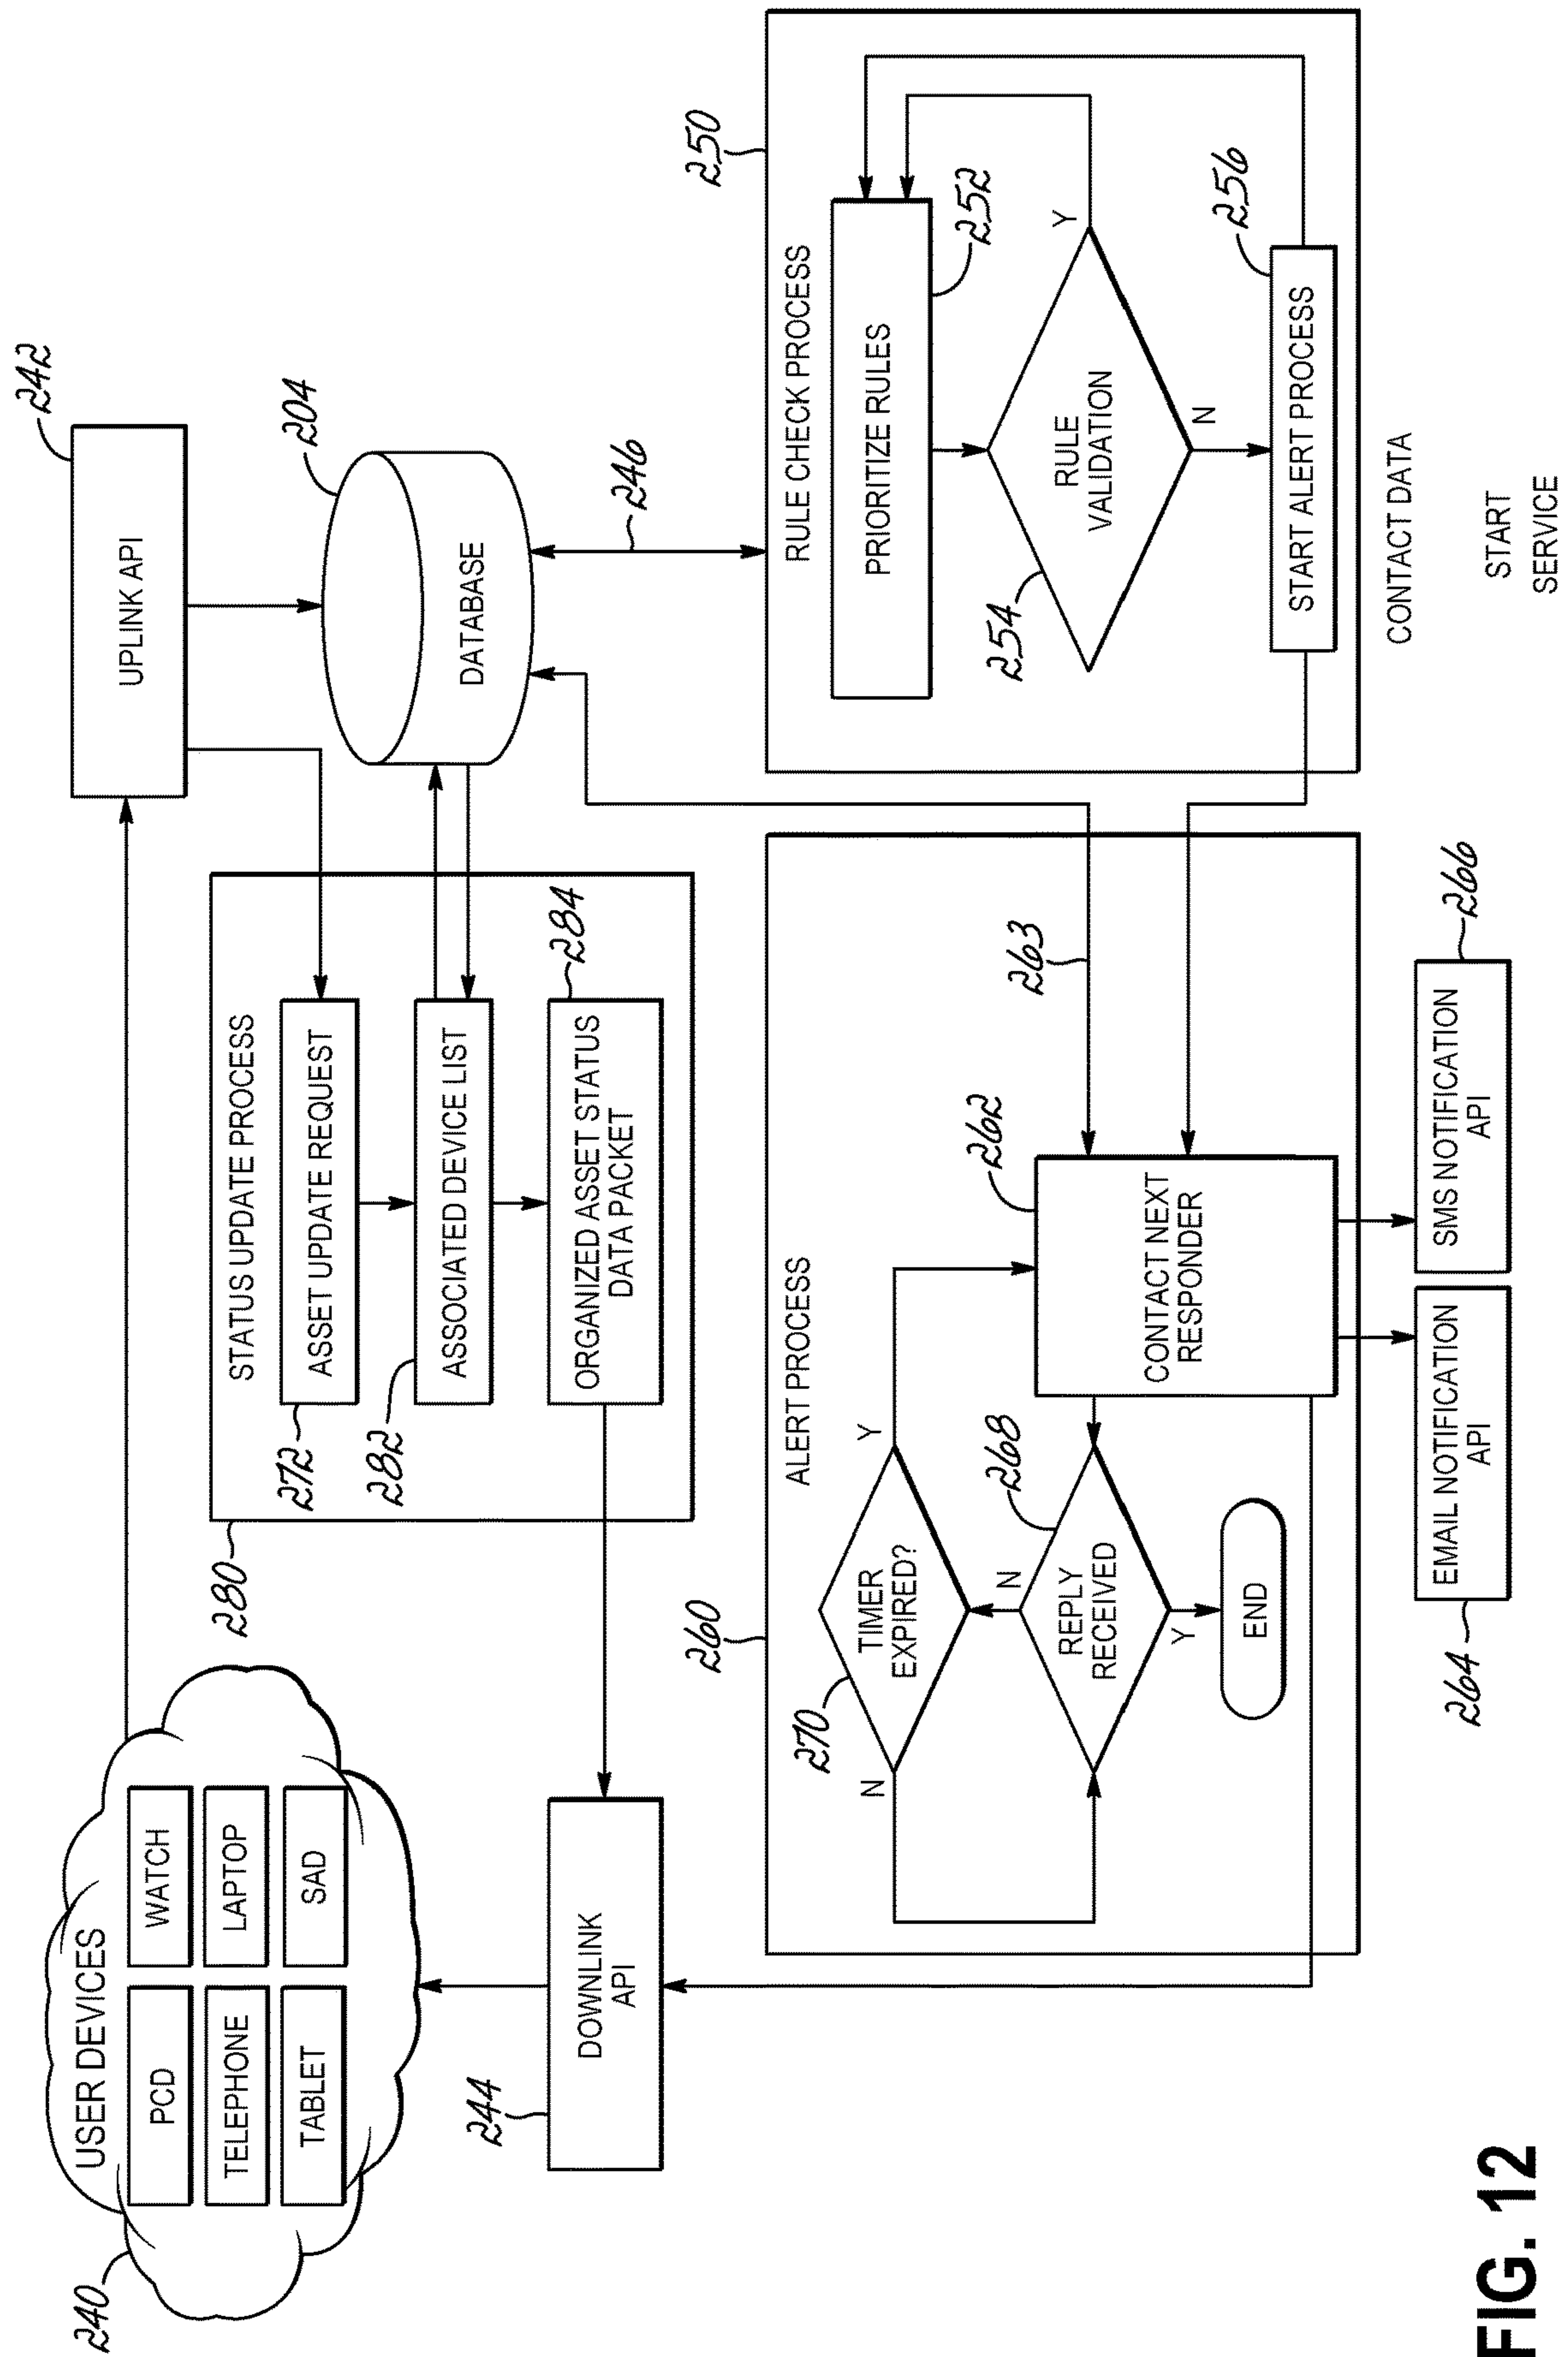 240
USER DEVICES
PCD
WATCH
TELEPHONE
LAPTOP
TABLET
SAD
242
UPLINK API
204
DATABASE
246
280
STATUS UPDATE PROCESS
272
ASSET UPDATE REQUEST
282
ASSOCIATED DEVICE LIST
284
ORGANIZED ASSET STATUS
DATA PACKET
244
DOWNLINK
API
260
ALERT PROCESS
270
TIMER
EXPIRED?
Y
N
268
REPLY
RECEIVED
N
Y
END
262
CONTACT NEXT
RESPONDER
263
264
EMAIL NOTIFICATION
API
266
SMS NOTIFICATION
API
250
RULE CHECK PROCESS
PRIORITIZE RULES
252
254
RULE
VALIDATION
Y
N
256
START ALERT PROCESS
CONTACT DATA
START
SERVICE
FIG. 12